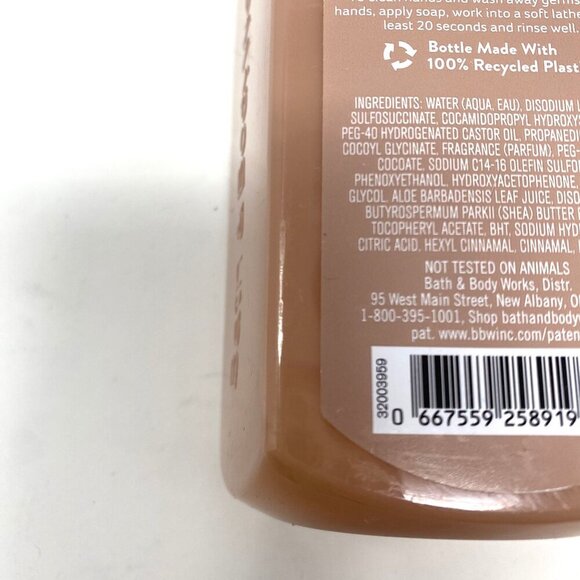 hands, apply soap, work into a soft lathe
least 20 seconds and rinse well.
Bottle Made With
100% Recycled Plasti
INGREDIENTS: WATER (AQUA, EAU), DISODIUM L
SULFOSUCCINATE, COCAMIDOPROPYL HYDROXYS
PEG-40 HYDROGENATED CASTOR OIL, PROPANEDI
COCOYL GLYCINATE, FRAGRANCE (PARFUM), PEG-
COCOATE, SODIUM C14-16 OLEFIN SULFO
PHENOXYETHANOL, HYDROXYACETOPHENONE,
GLYCOL, ALOE BARBADENSIS LEAF JUICE, DISO
BUTYROSPERMUM PARKII (SHEA) BUTTER
TOCOPHERYL ACETATE, BHT, SODIUM HYD
CITRIC ACID, HEXYL CINNAMAL, CINNAMAL,
NOT TESTED ON ANIMALS
Bath & Body Works, Distr.
95 West Main Street, New Albany, O
1-800-395-1001, Shop bathandbodyw
pat. www.bbwinc.com/paten
32003959
0 667559 258919